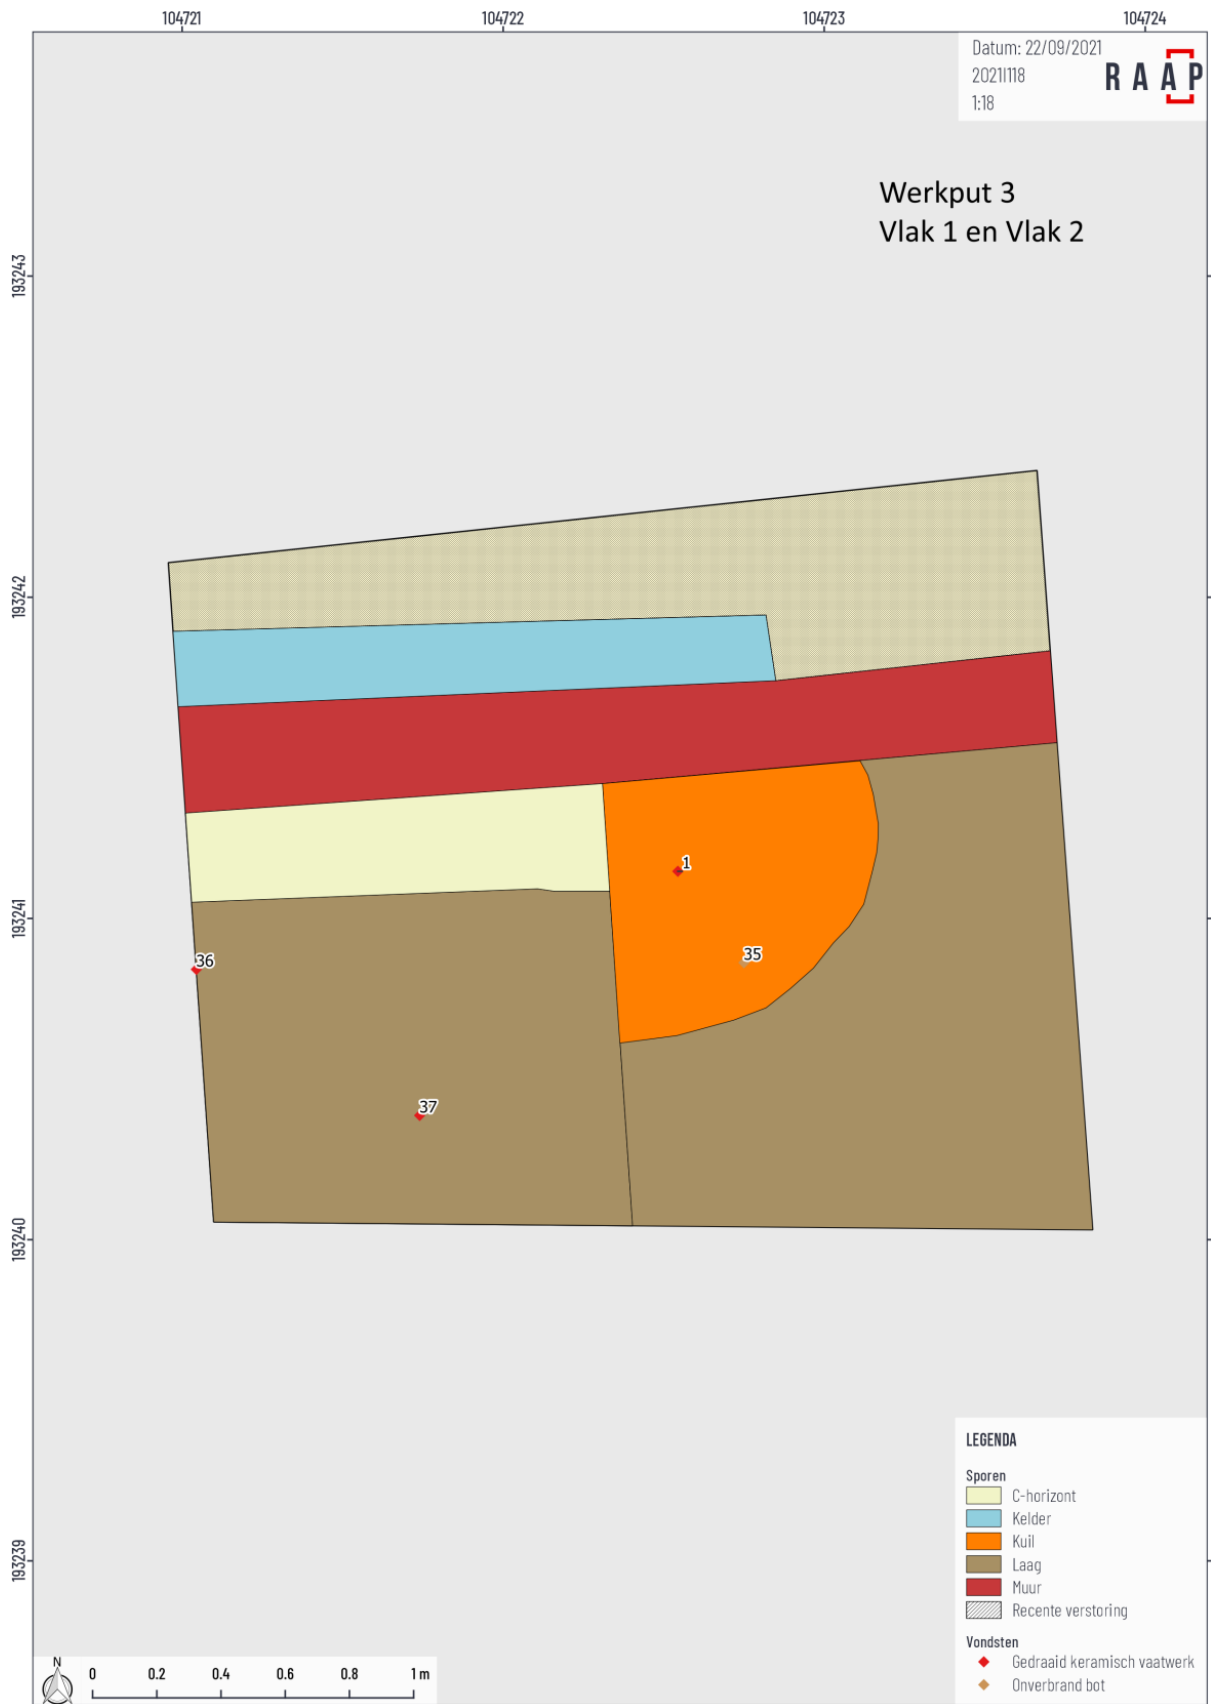 104721 104722 104723 104724
Datum: 22/09/2021
2021I118
1:18
RAAP
Werkput 3
Vlak 1 en Vlak 2
193243
193242
193241
193240
193239
1
35
36
37
LEGENDA
Sporen
C-horizont
Kelder
Kuil
Laag
Muur
Recente verstoring
Vondsten
Gedraaid keramisch vaatwerk
Onverbrand bot
N
0 0.2 0.4 0.6 0.8 1 m